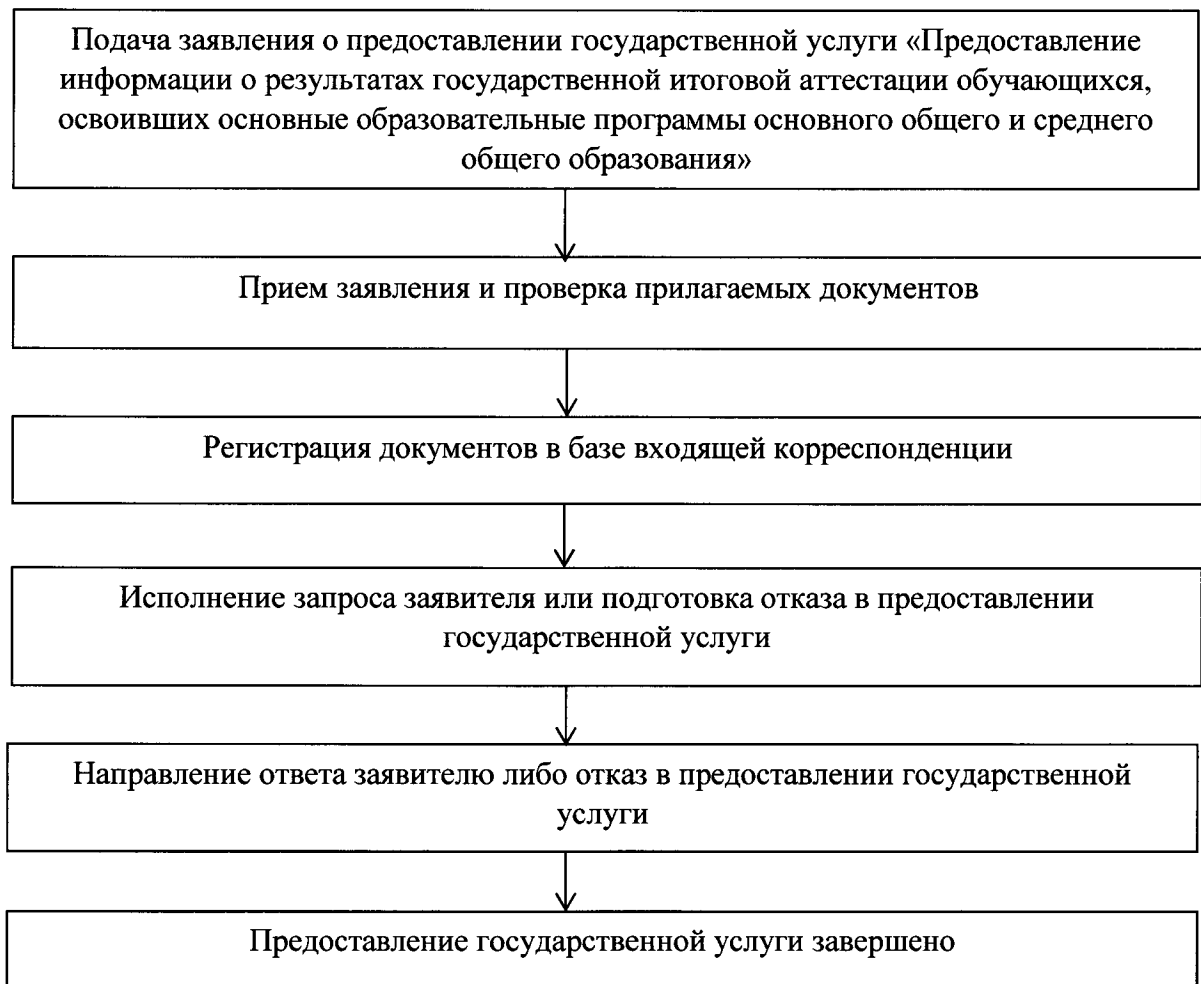 Подача заявления о предоставлении государственной услуги «Предоставление
информации о результатах государственной итоговой аттестации обучающихся,
освоивших основные образовательные программы основного общего и среднего
общего образования»
Прием заявления и проверка прилагаемых документов
Регистрация документов в базе входящей корреспонденции
Исполнение запроса заявителя или подготовка отказа в предоставлении
государственной услуги
Направление ответа заявителю либо отказ в предоставлении государственной
услуги
Предоставление государственной услуги завершено